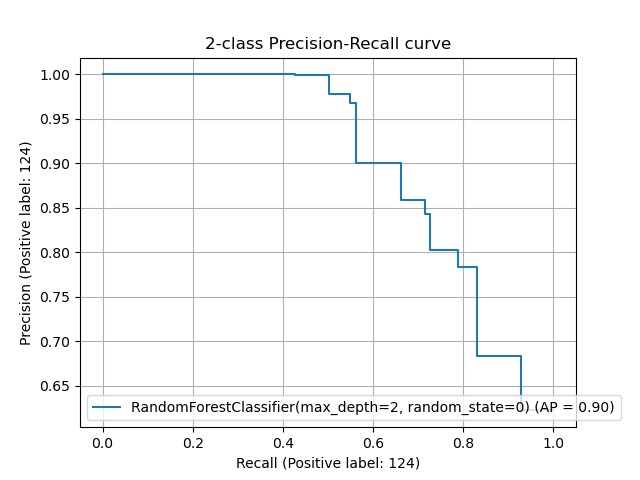 2-class Precision-Recall curve
1.00
0.95
0.90
0.85
0.80
0.75
0.70
0.65
Precision (Positive label: 124)
RandomForestClassifier(max_depth=2, random_state=0) (AP = 0.90)
0.0 0.2 0.4 0.6 0.8 1.0
Recall (Positive label: 124)